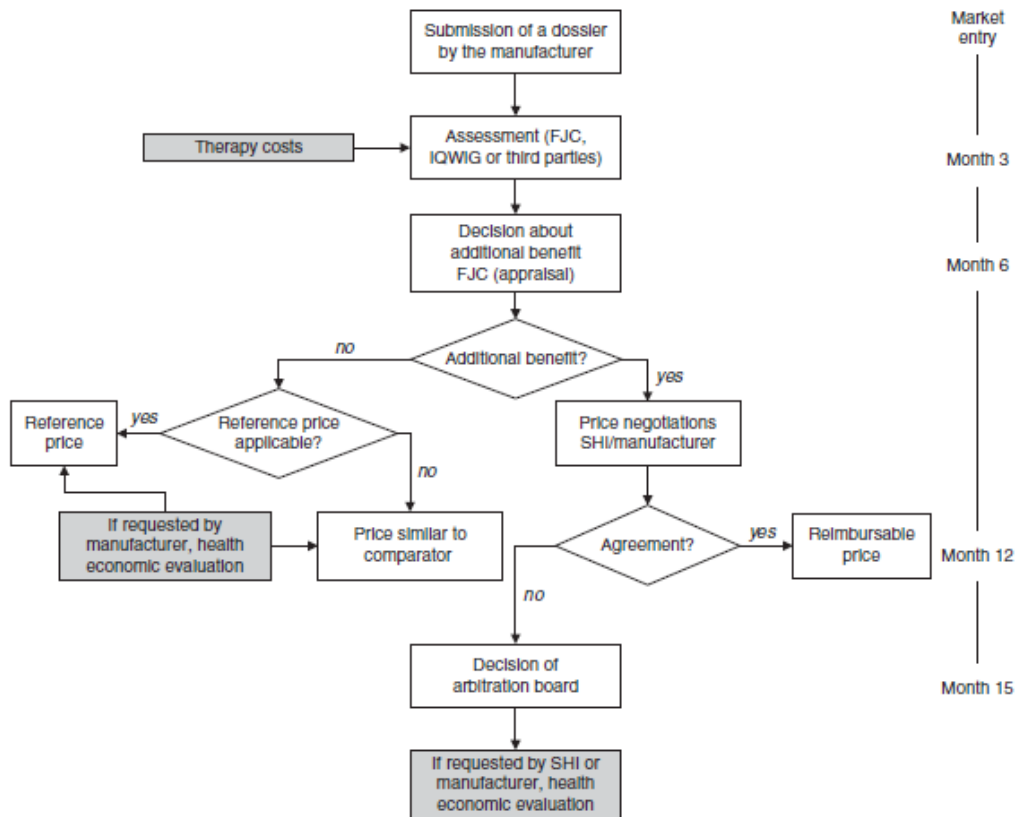 Submission of a dossier
by the manufacturer
Market
entry
Therapy costs
Assessment (FJC,
IQWIG or third parties)
Month 3
Decision about
additional benefit
FJC (appraisal)
Month 6
no
Additional benefit?
yes
Reference
price
yes
Reference price
applicable?
no
Price negotiations
SHI/manufacturer
If requested by
manufacturer, health
economic evaluation
Price similar to
comparator
Agreement?
yes
Reimbursable
price
Month 12
no
Decision of
arbitration board
Month 15
If requested by SHI or
manufacturer, health
economic evaluation